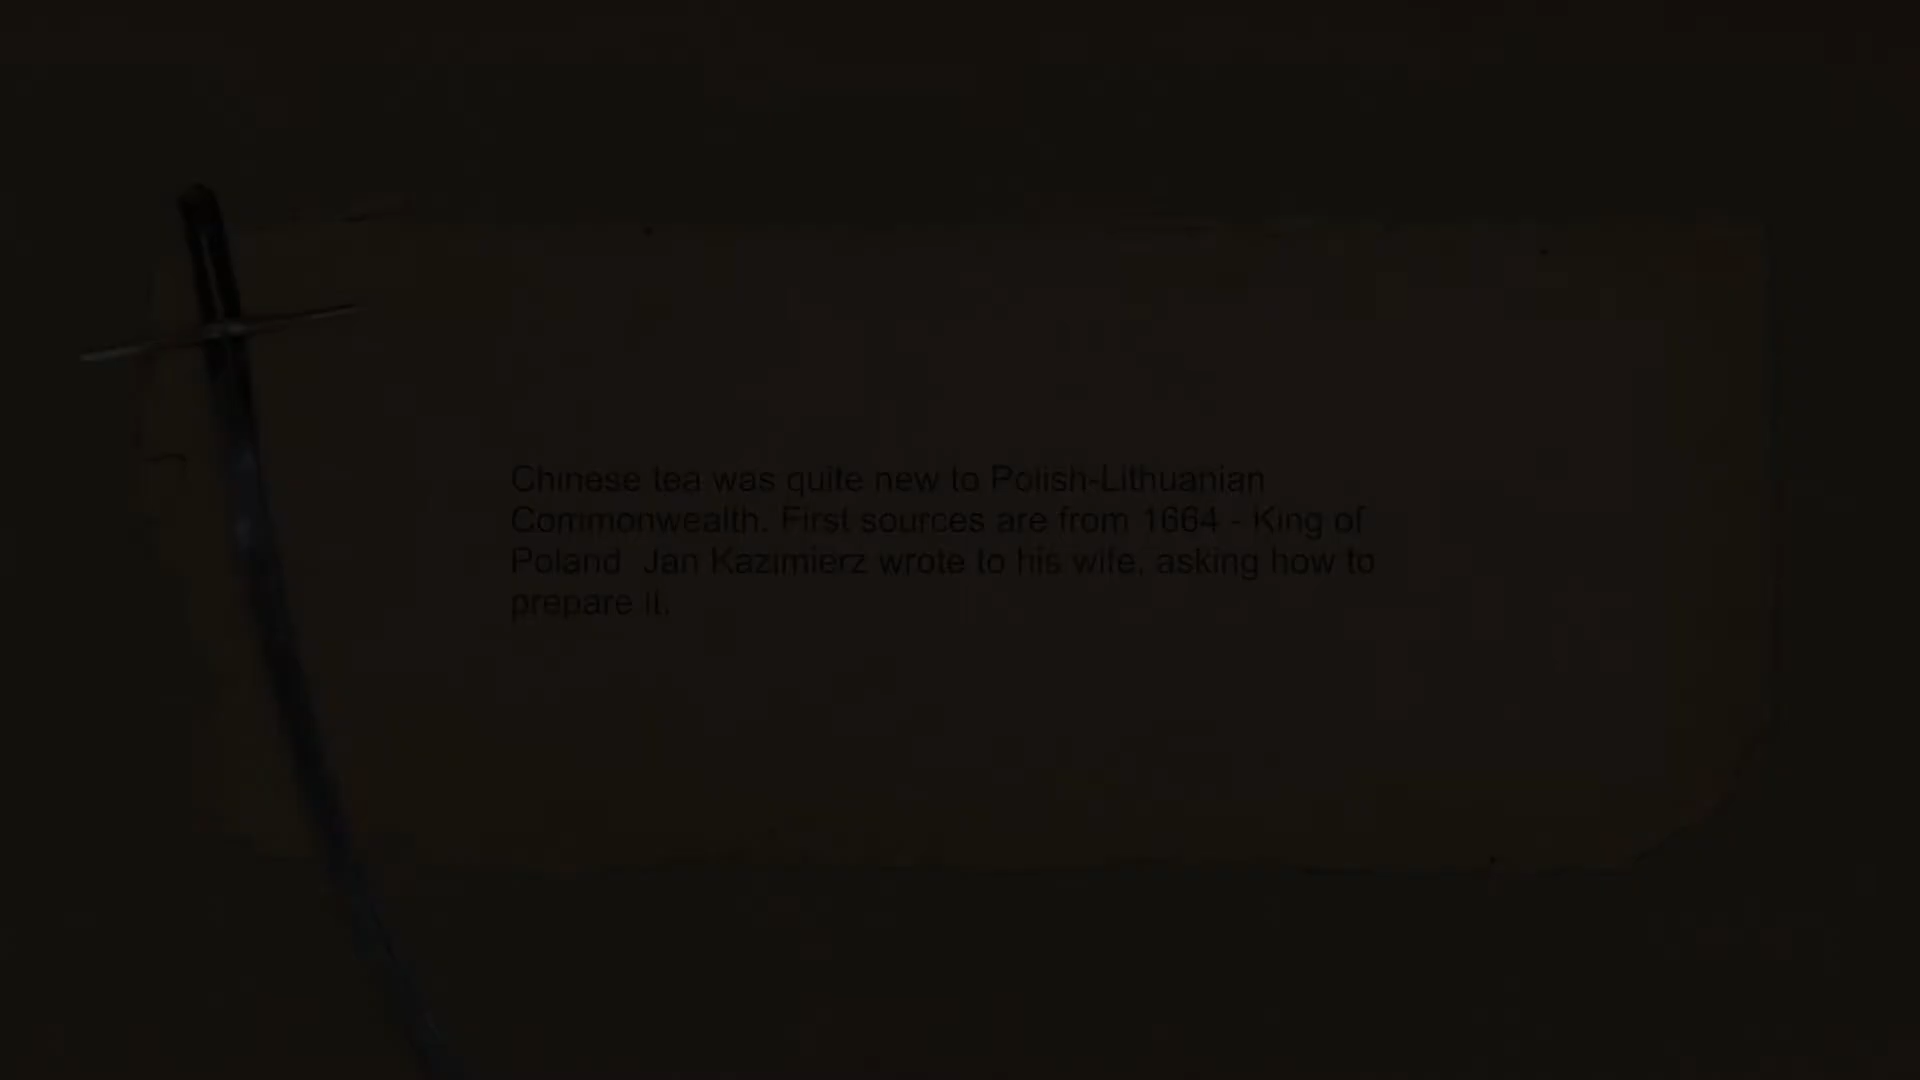 Chinese tea was quite new to Polish-Lithuanian
Commonwealth. First sources are from 1664 - King of
Poland  Jan Kazimierz wrote to his wife, asking how to
prepare it.